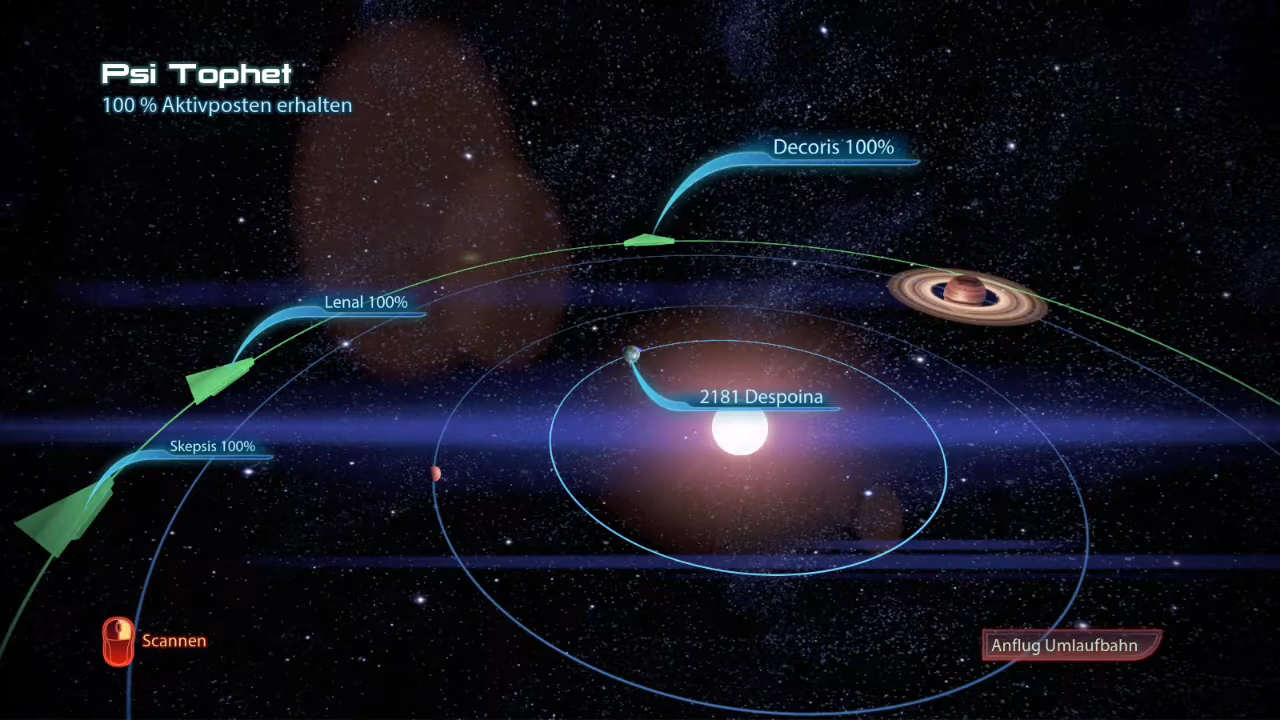 Psi Tophet
100 % Aktivposten erhalten
Decoris 100%
Lenal 100%
2181 Despoina
Skepsis 100%
Scannen
Anflug Umlaufbahn